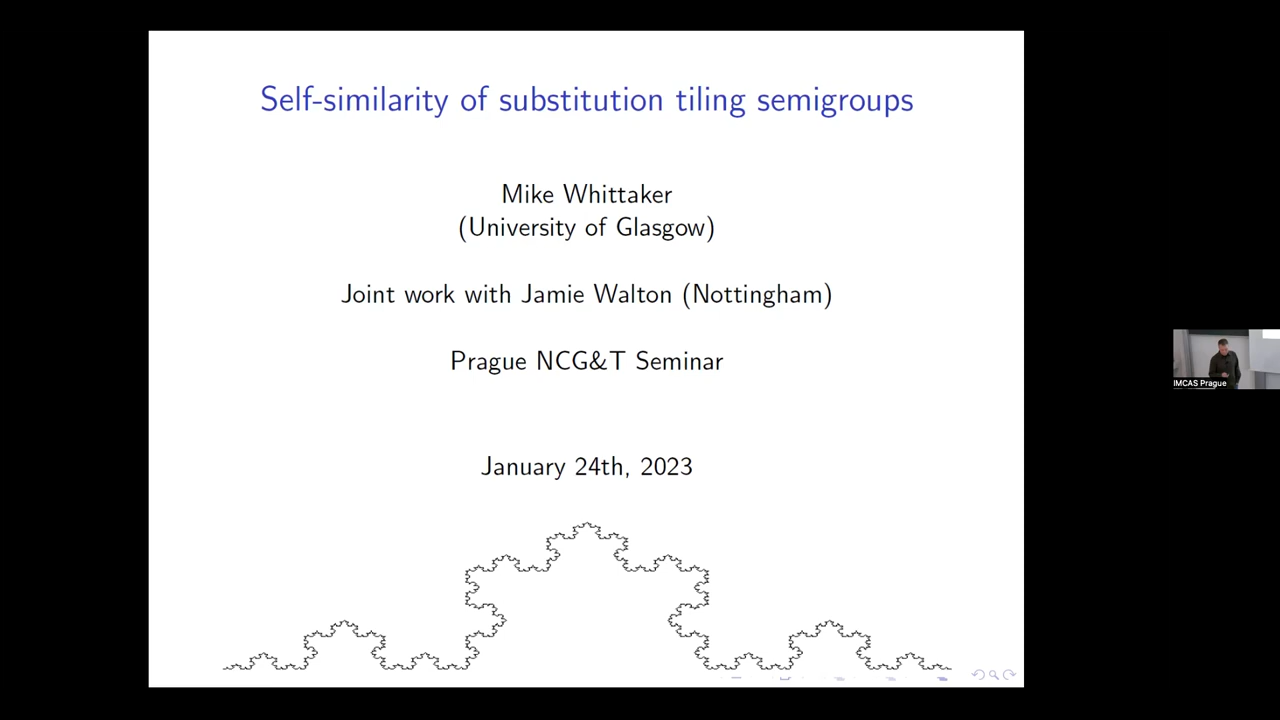 Self-similarity of substitution tiling semigroups
Mike Whittaker
(University of Glasgow)
Joint work with Jamie Walton (Nottingham)
Prague NCG&T Seminar
January 24th, 2023
IMCAS Prague